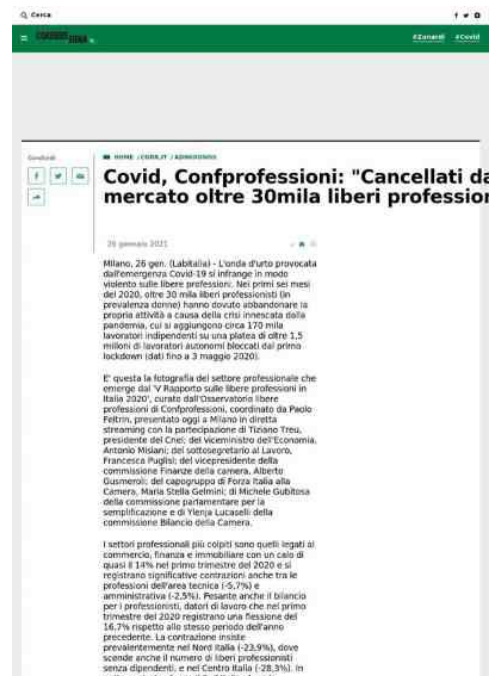 Cerca
#Zanardi #Covid
Condividi
HOME / CORR.IT / ADNKRONOS
Covid, Confprofessioni: "Cancellati da
mercato oltre 30mila liberi profession
26 gennaio 2021
Milano, 26 gen. (Labitalia) - L'onda d'urto provocata
dall'emergenza Covid-19 si infrange in modo
violento sulle libere professioni. Nei primi sei mesi
del 2020, oltre 30 mila liberi professionisti (in
prevalenza donne) hanno dovuto abbandonare la
propria attività a causa della crisi innescata dalla
pandemia, cui si aggiungono circa 170 mila
lavoratori indipendenti su una platea di oltre 1,5
milioni di lavoratori autonomi bloccati dal primo
lockdown (dati fino a 3 maggio 2020).
E' questa la fotografia del settore professionale che
emerge dal 'V Rapporto sulle libere professioni in
Italia 2020', curato dall'Osservatorio libere
professioni di Confprofessioni, coordinato da Paolo
Feltrin, presentato oggi a Milano in diretta
streaming con la partecipazione di Tiziano Treu,
presidente del Cnel; del viceministro dell'Economia,
Antonio Misiani; del sottosegretario al Lavoro,
Francesca Puglisi; del vicepresidente della
commissione Finanze della camera, Alberto
Gusmeroli; del capogruppo di Forza Italia alla
Camera, Maria Stella Gelmini; di Michele Gubitosa
della commissione parlamentare per la
semplificazione e di Ylenja Lucaselli della
commissione Bilancio della Camera.
I settori professionali più colpiti sono quelli legati al
commercio, finanza e immobiliare con un calo di
quasi il 14% nel primo trimestre del 2020 e si
registrano significative contrazioni anche tra le
professioni dell'area tecnica (-5,7%) e
amministrativa (-2,5%). Pesante anche il bilancio
per i professionisti, datori di lavoro che nel primo
trimestre del 2020 registrano una flessione del
16,7% rispetto allo stesso periodo dell'anno
precedente. La contrazione insiste
prevalentemente nel Nord Italia (-23,9%), dove
scende anche il numero di liberi professionisti
senza dipendenti, e nel Centro Italia (-28,3%). In